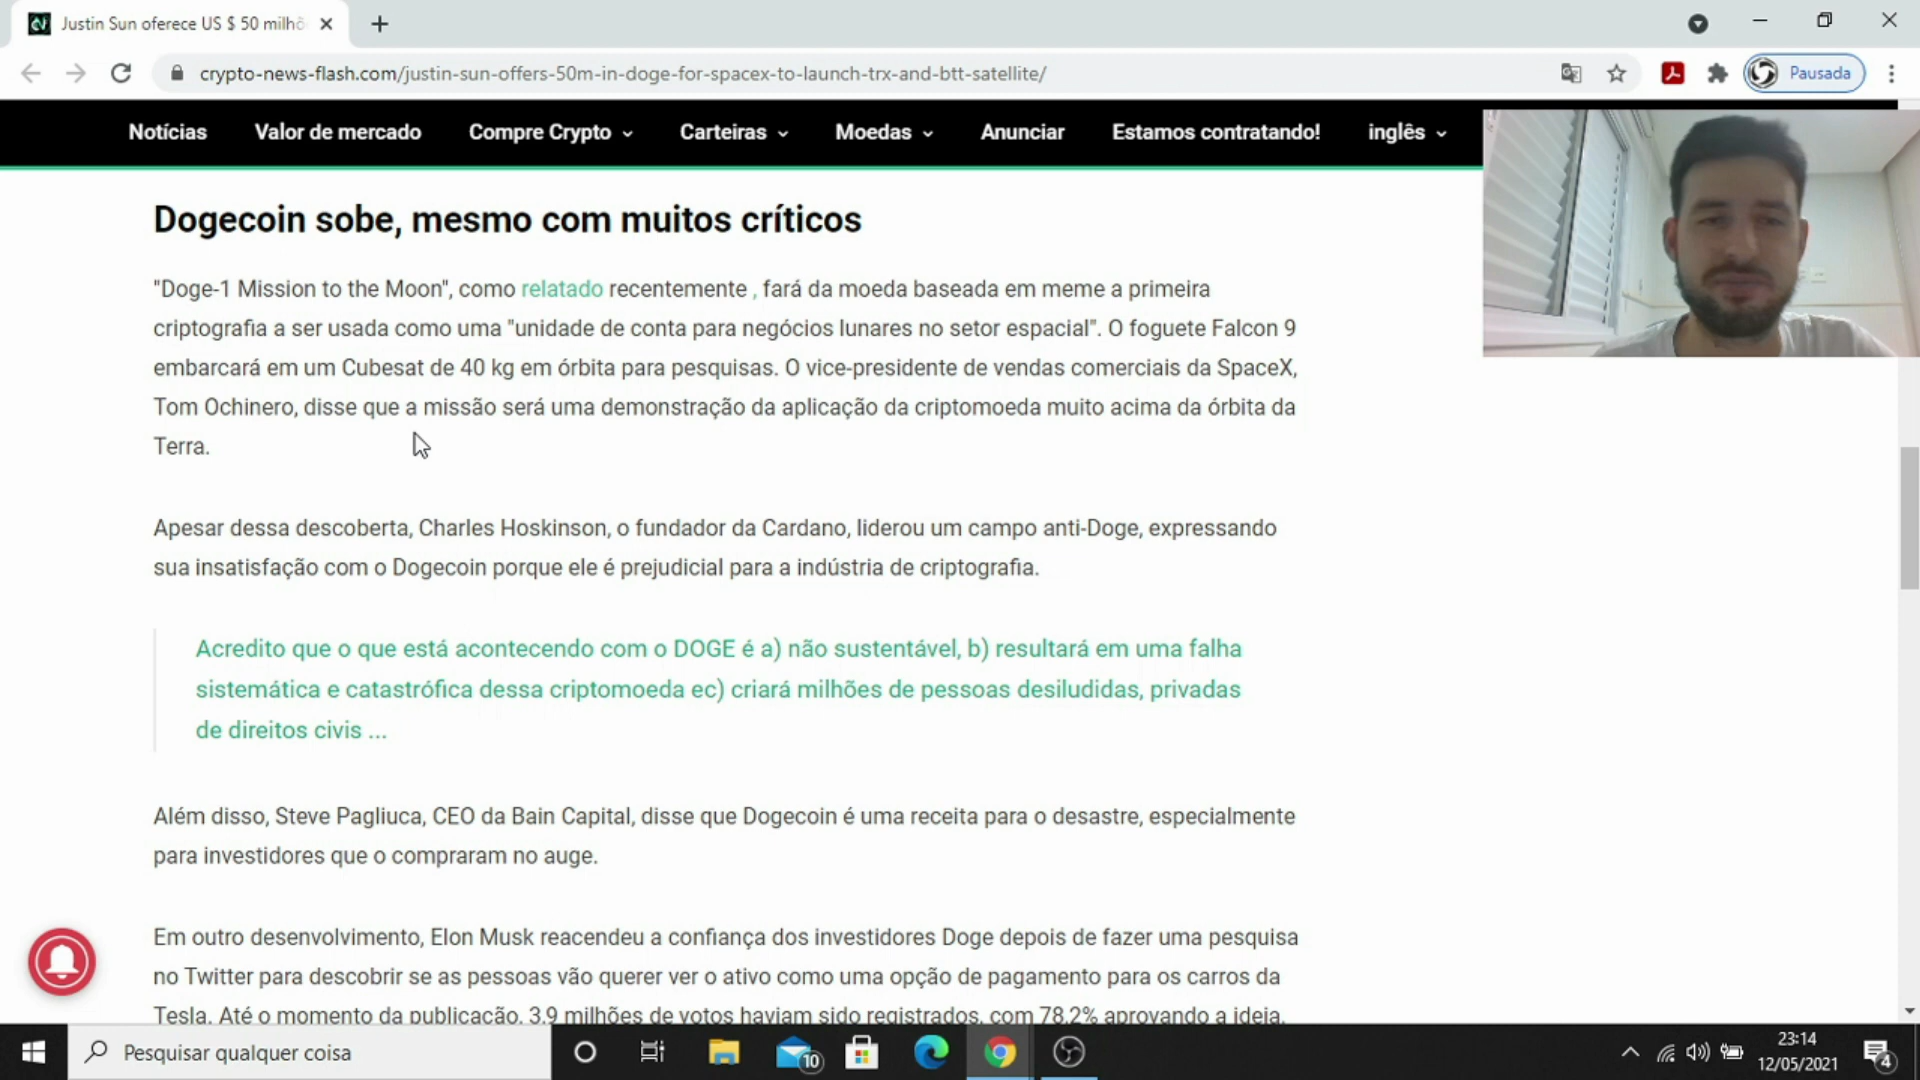 Justin Sun oferece US $ 50 milhõ
crypto-news-flash.com/justin-sun-offers-50m-in-doge-for-spacex-to-launch-trx-and-btt-satellite/
Pausada
Notícias Valor de mercado Compre Crypto Carteiras Moedas Anunciar Estamos contratando! inglês
Dogecoin sobe, mesmo com muitos críticos
"Doge-1 Mission to the Moon", como relatado recentemente , fará da moeda baseada em meme a primeira
criptografia a ser usada como uma "unidade de conta para negócios lunares no setor espacial". O foguete Falcon 9
embarcará em um Cubesat de 40 kg em órbita para pesquisas. O vice-presidente de vendas comerciais da SpaceX,
Tom Ochinero, disse que a missão será uma demonstração da aplicação da criptomoeda muito acima da órbita da
Terra.
Apesar dessa descoberta, Charles Hoskinson, o fundador da Cardano, liderou um campo anti-Doge, expressando
sua insatisfação com o Dogecoin porque ele é prejudicial para a indústria de criptografia.
Acredito que o que está acontecendo com o DOGE é a) não sustentável, b) resultará em uma falha
sistemática e catastrófica dessa criptomoeda ec) criará milhões de pessoas desiludidas, privadas
de direitos civis ...
Além disso, Steve Pagliuca, CEO da Bain Capital, disse que Dogecoin é uma receita para o desastre, especialmente
para investidores que o compraram no auge.
Em outro desenvolvimento, Elon Musk reacendeu a confiança dos investidores Doge depois de fazer uma pesquisa
no Twitter para descobrir se as pessoas vão querer ver o ativo como uma opção de pagamento para os carros da
Tesla. Até o momento da publicação, 3,9 milhões de votos haviam sido registrados, com 78,2% aprovando a ideia.
Pesquisar qualquer coisa
10
23:14
12/05/2021
4